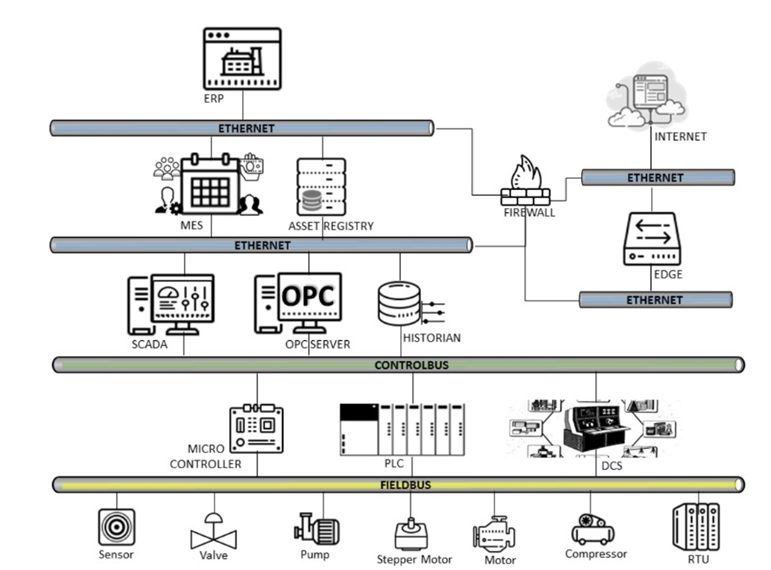 ERP
ETHERNET
INTERNET
ETHERNET
MES
ASSET REGISTRY
FIREWALL
ETHERNET
EDGE
ETHERNET
OPC
SCADA
OPC SERVER
HISTORIAN
CONTROLBUS
MICRO
CONTROLLER
PLC
DCS
FIELDBUS
Sensor
Valve
Pump
Stepper Motor
Motor
Compressor
RTU